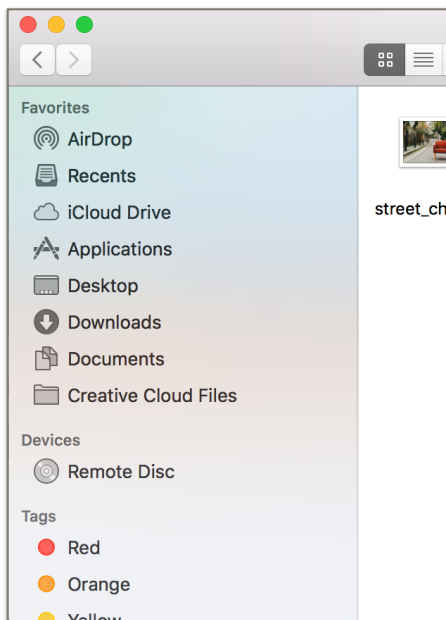 Favorites
AirDrop
Recents
iCloud Drive
Applications
Desktop
Downloads
Documents
Creative Cloud Files
Devices
Remote Disc
Tags
Red
Orange
Yellow
street_ch